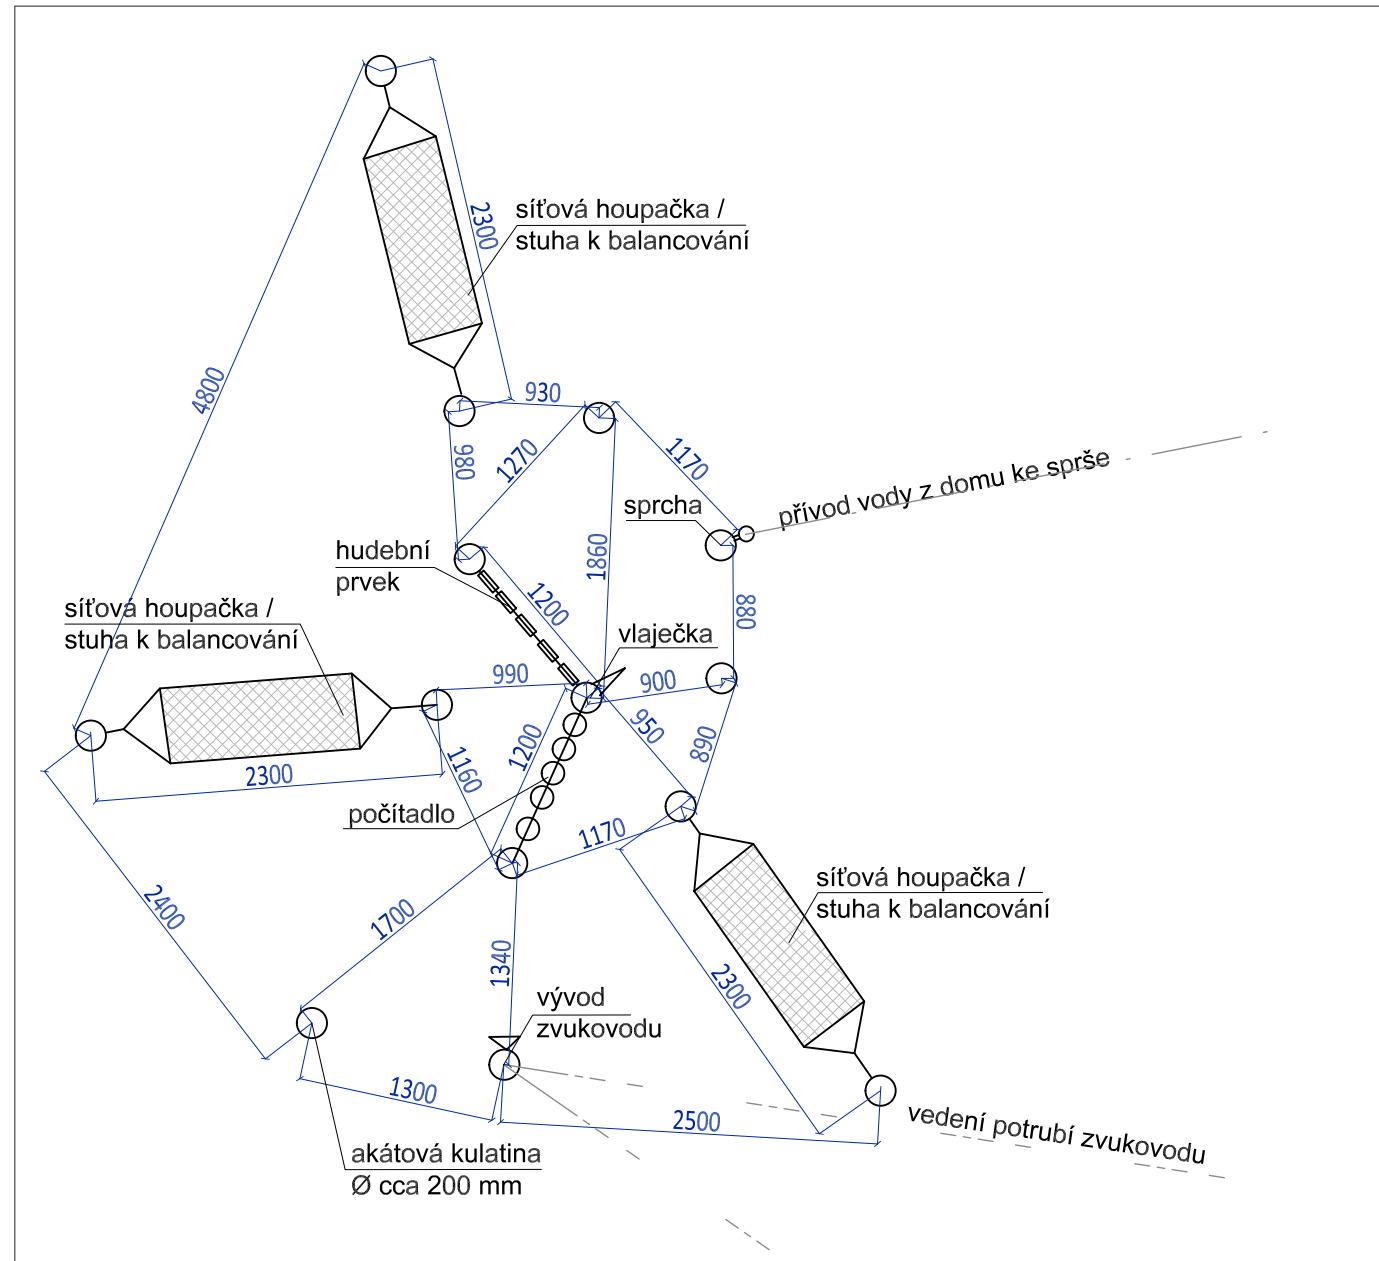 síťová houpačka /
stuha k balancování
2300
4800
930
980
1270
1170
přívod vody z domu ke sprše
sprcha
hudební
prvek
1860
1200
880
síťová houpačka /
stuha k balancování
vlaječka
990
900
950
890
1200
1160
2300
počítadlo
1170
2400
1700
1340
síťová houpačka /
stuha k balancování
2300
vývod
zvukovodu
1300
2500
vedení potrubí zvukovodu
akátová kulatina
Ø cca 200 mm